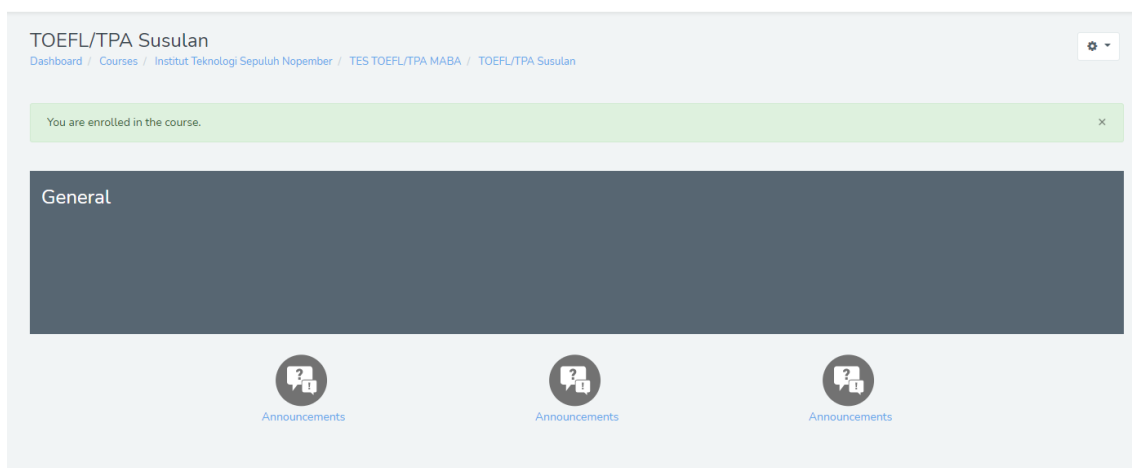 TOEFL/TPA Susulan
Dashboard / Courses / Institut Teknologi Sepuluh Nopember / TES TOEFL/TPA MABA / TOEFL/TPA Susulan
You are enrolled in the course. ×
General
Announcements Announcements Announcements